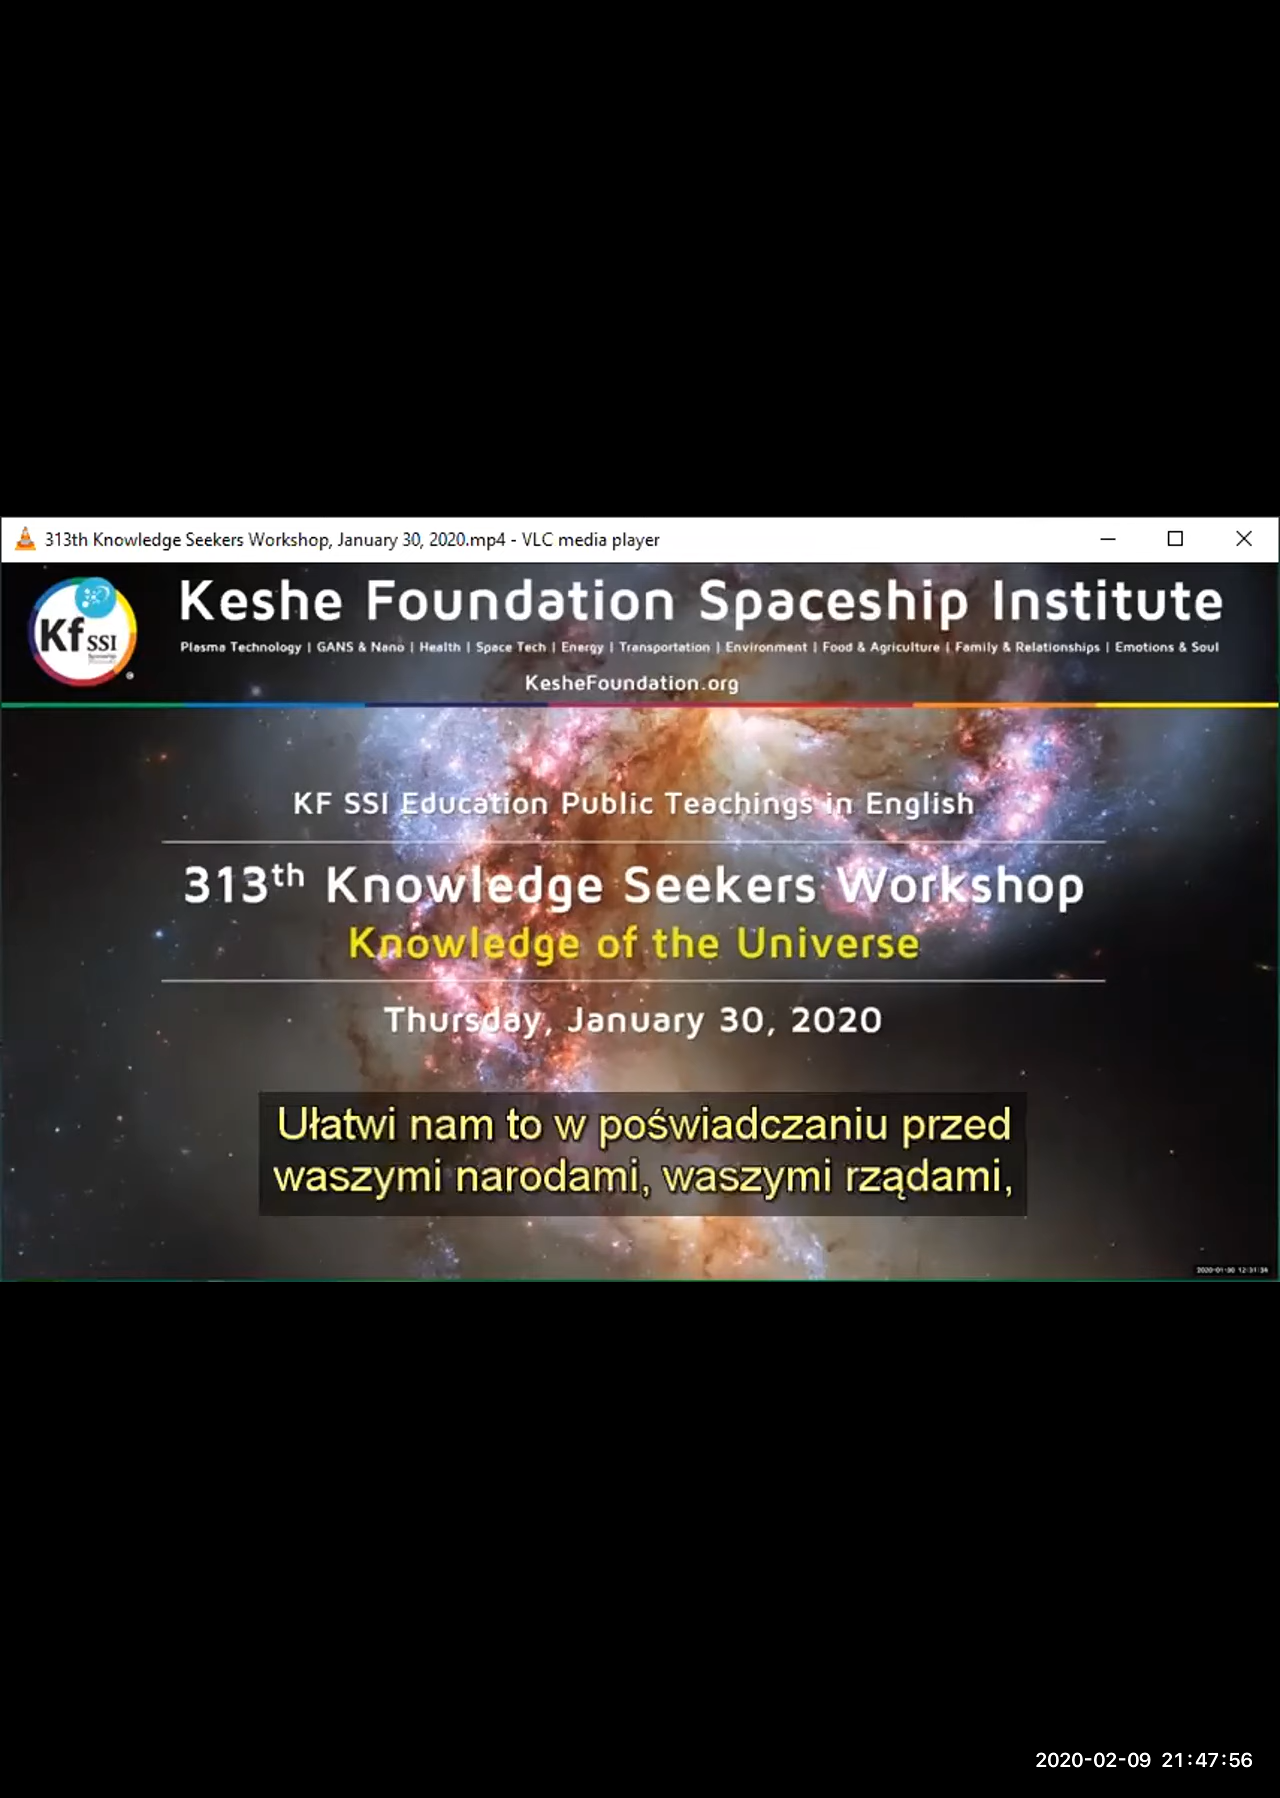 313th Knowledge Seekers Workshop, January 30, 2020.mp4 - VLC media player
Kf SSI
Keshe Foundation Spaceship Institute
Plasma Technology | GANS & Nano | Health | Space Tech | Energy | Transportation | Environment | Food & Agriculture | Family & Relationships | Emotions & Soul
KesheFoundation.org
KF SSI Education Public Teachings in English
313th Knowledge Seekers Workshop
Knowledge of the Universe
Thursday, January 30, 2020
Ułatwi nam to w poświadczaniu przed
waszymi narodami, waszymi rządami,
2020-02-09 21:47:56